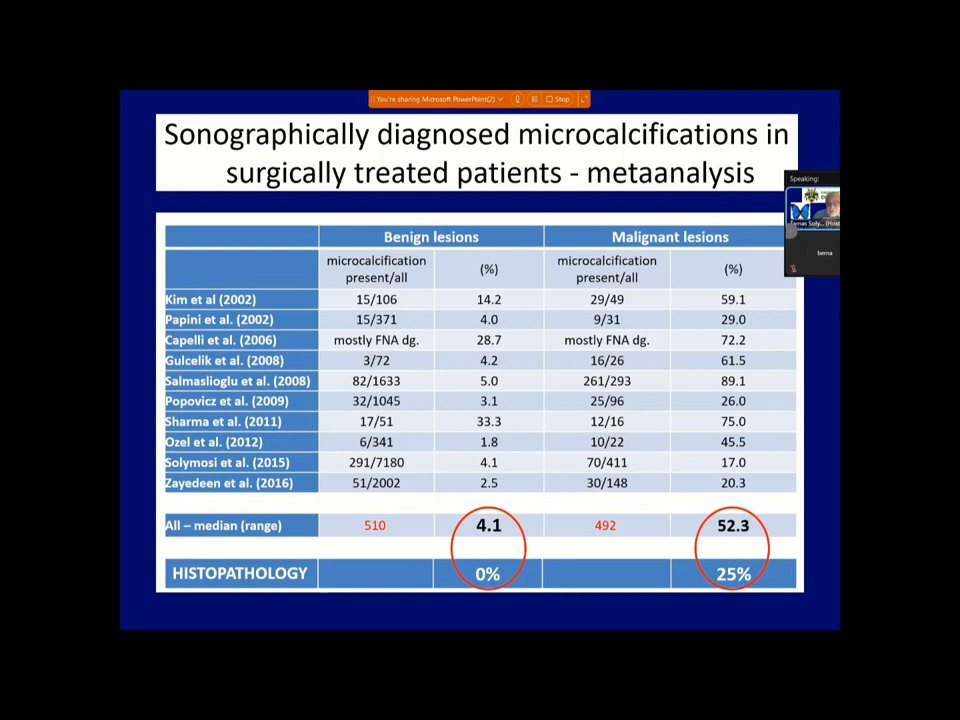 You're sharing Microsoft PowerPoint(2) Stop
Sonographically diagnosed microcalcifications in
surgically treated patients - metaanalysis
Speaking:
Tamas Soly... (Host
berna
Benign lesions Malignant lesions
microcalcification present/all (%) microcalcification present/all (%)
Kim et al (2002) 15/106 14.2 29/49 59.1
Papini et al. (2002) 15/371 4.0 9/31 29.0
Capelli et al. (2006) mostly FNA dg. 28.7 mostly FNA dg. 72.2
Gulcelik et al. (2008) 3/72 4.2 16/26 61.5
Salmaslioglu et al. (2008) 82/1633 5.0 261/293 89.1
Popovicz et al. (2009) 32/1045 3.1 25/96 26.0
Sharma et al. (2011) 17/51 33.3 12/16 75.0
Ozel et al. (2012) 6/341 1.8 10/22 45.5
Solymosi et al. (2015) 291/7180 4.1 70/411 17.0
Zayedeen et al. (2016) 51/2002 2.5 30/148 20.3
All – median (range) 510 4.1 492 52.3
HISTOPATHOLOGY 0% 25%